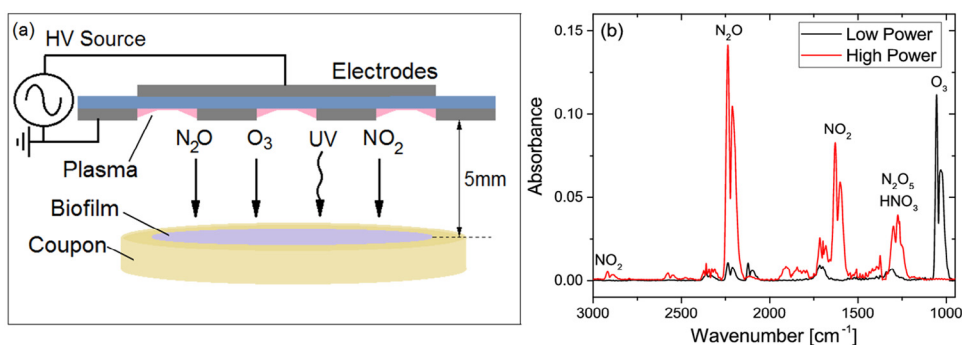 (a)
HV Source
Electrodes
N₂O O₃ UV NO₂
Plasma
5mm
Biofilm
Coupon
(b)
N₂O
Low Power
High Power
O₃
NO₂
N₂O₅
HNO₃
NO₂
Absorbance
0.15
0.10
0.05
0.00
3000 2500 2000 1500 1000
Wavenumber [cm⁻¹]